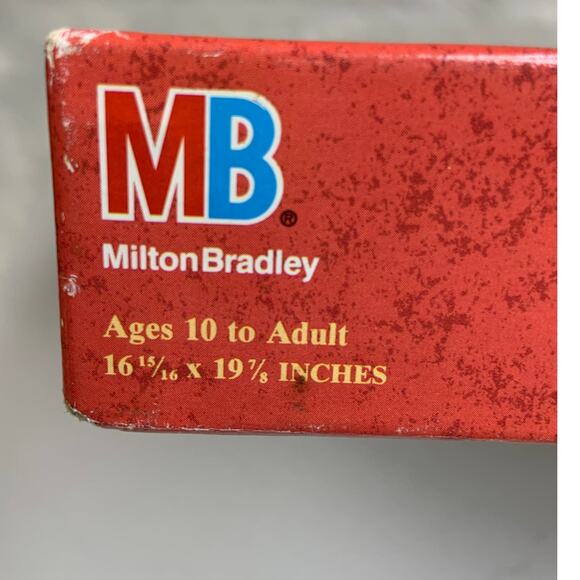 MB®
MiltonBradley
Ages 10 to Adult
16 15/16 x 19 7/8 INCHES